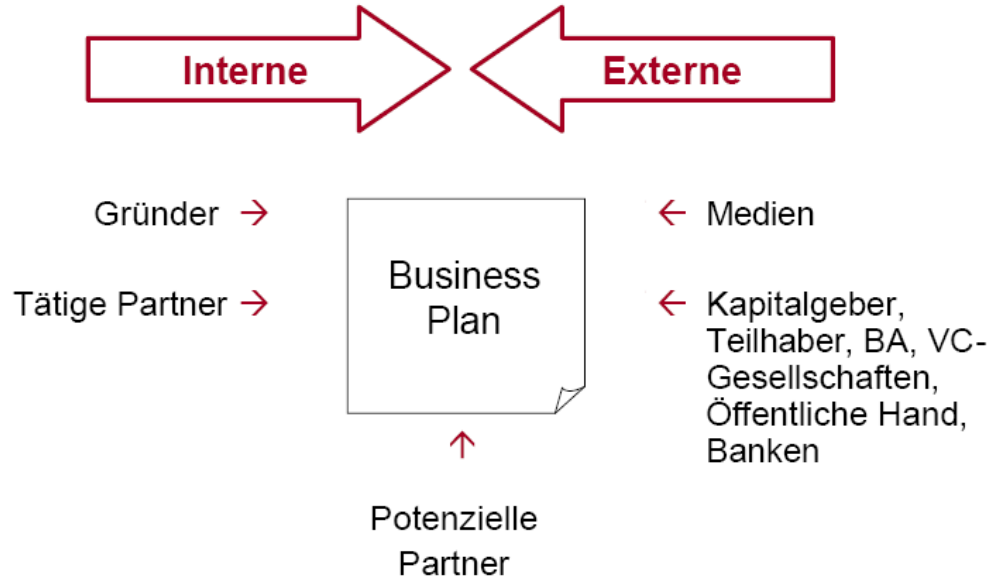 Interne
Externe
Gründer →
Tätige Partner →
Business
Plan
← Medien
← Kapitalgeber,
Teilhaber, BA, VC-
Gesellschaften,
Öffentliche Hand,
Banken
↑
Potenzielle
Partner